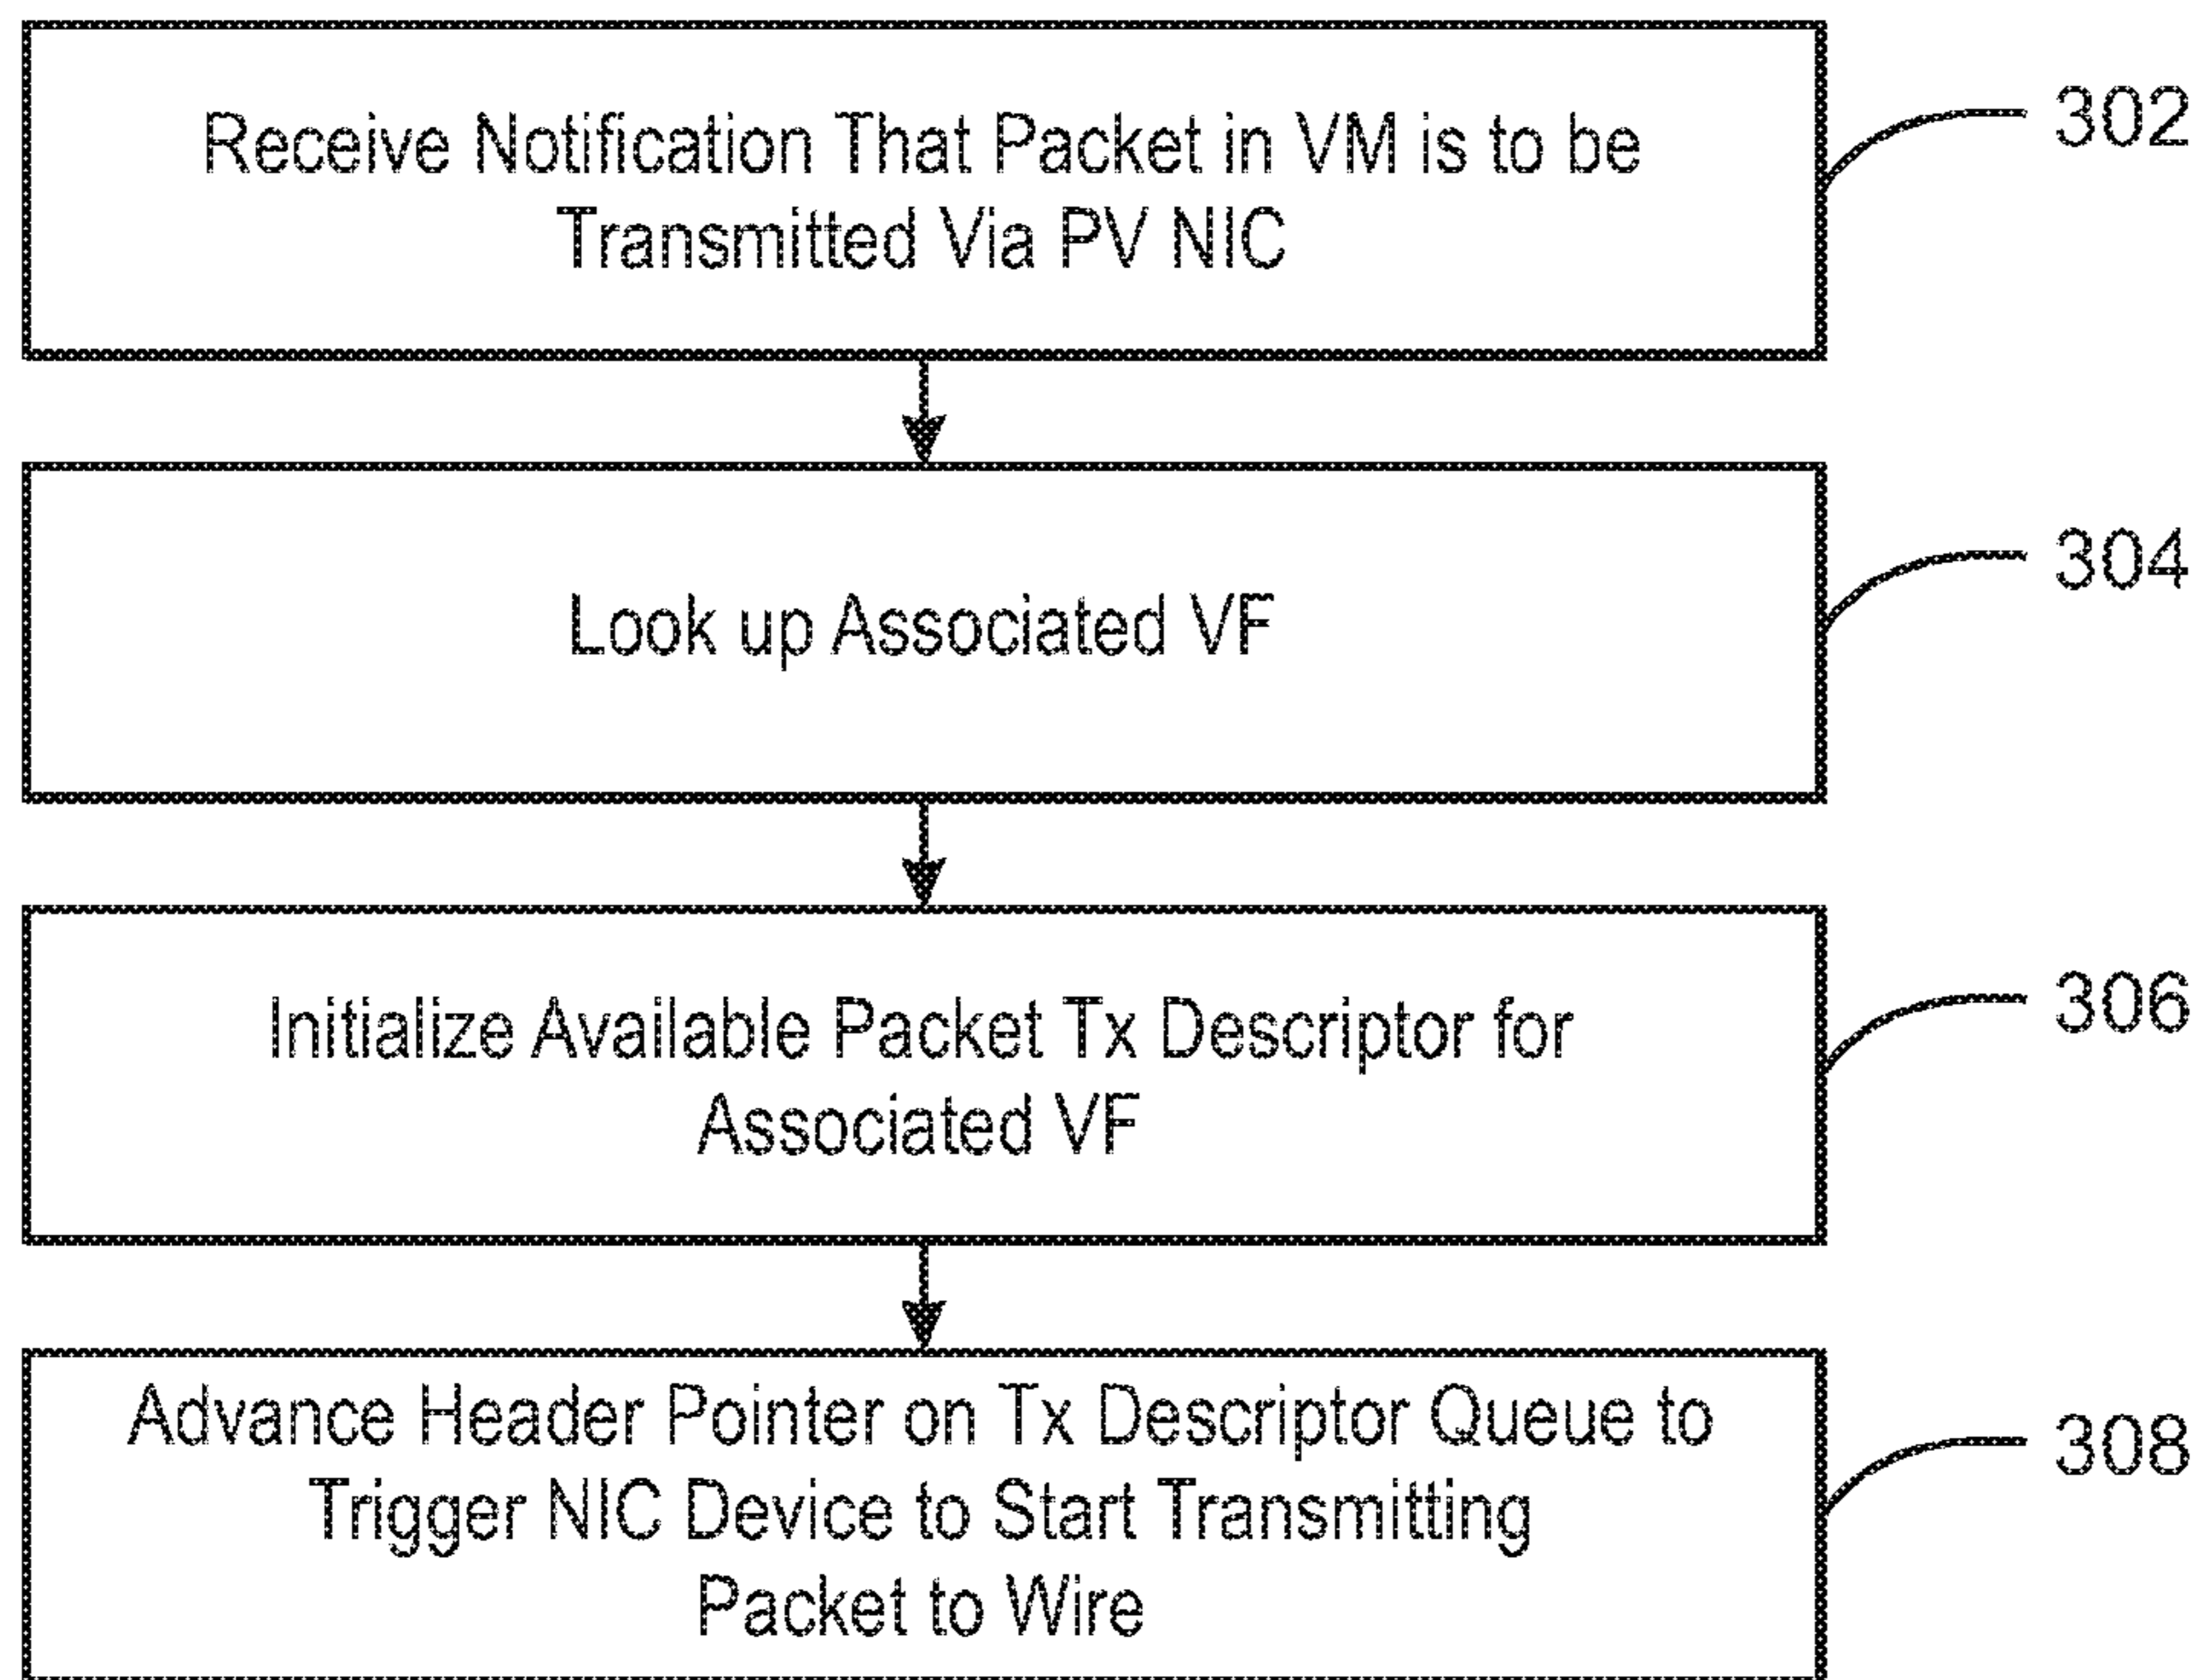 Receive Notification That Packet in VM is to be
Transmitted Via PV NIC
302
Look up Associated VF
304
Initialize Available Packet Tx Descriptor for
Associated VF
306
Advance Header Pointer on Tx Descriptor Queue to
Trigger NIC Device to Start Transmitting
Packet to Wire
308